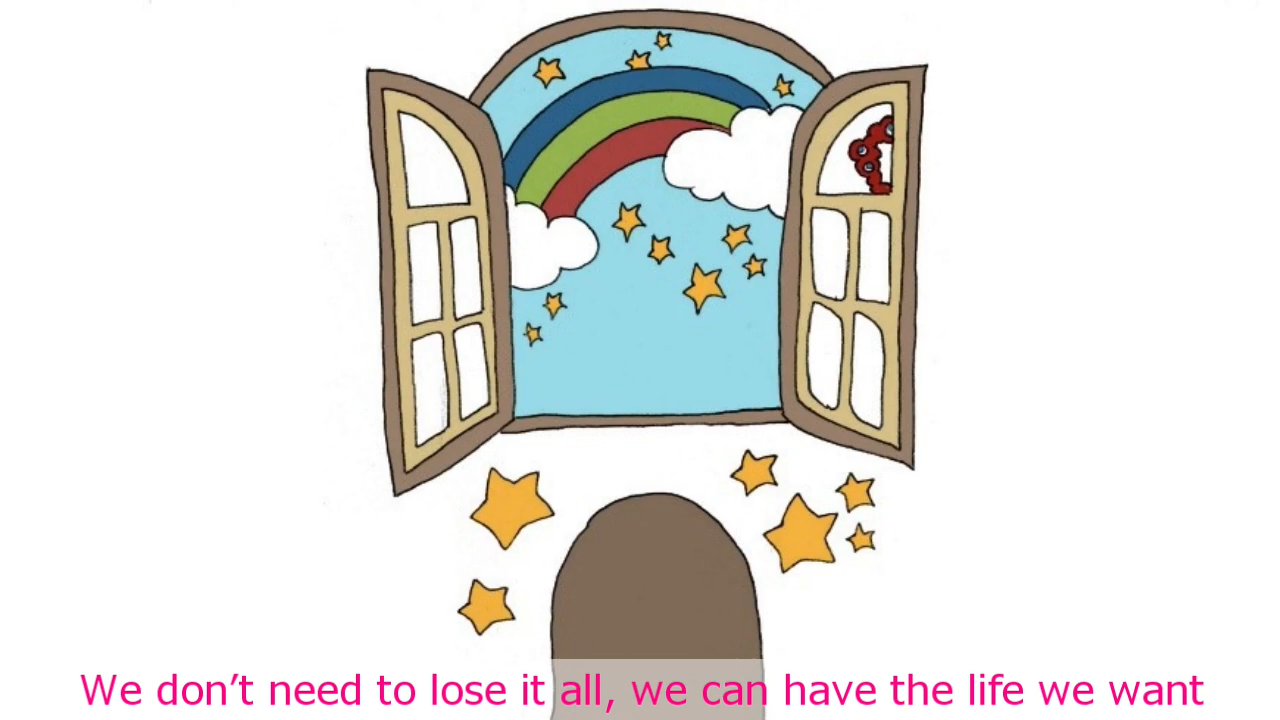 We don’t need to lose it all, we can have the life we want